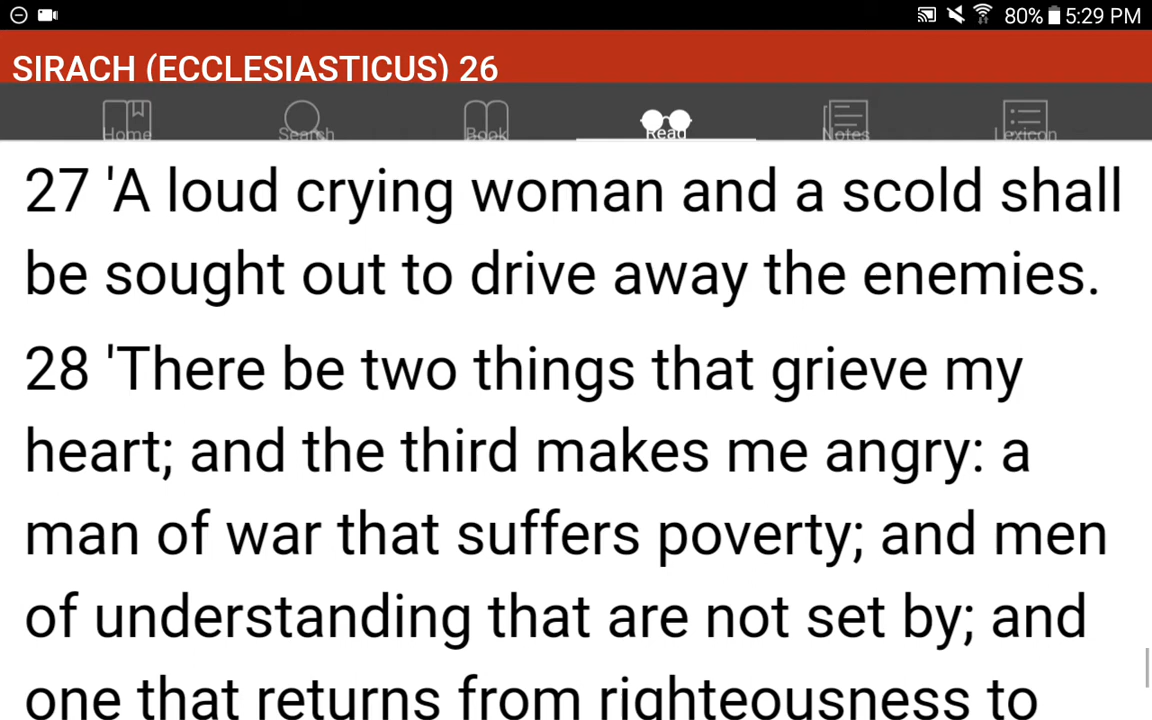 80% 5:29 PM
SIRACH (ECCLESIASTICUS) 26
Home Search Book Read Notes Lexicon
27 'A loud crying woman and a scold shall
be sought out to drive away the enemies.
28 'There be two things that grieve my
heart; and the third makes me angry: a
man of war that suffers poverty; and men
of understanding that are not set by; and
one that returns from righteousness to